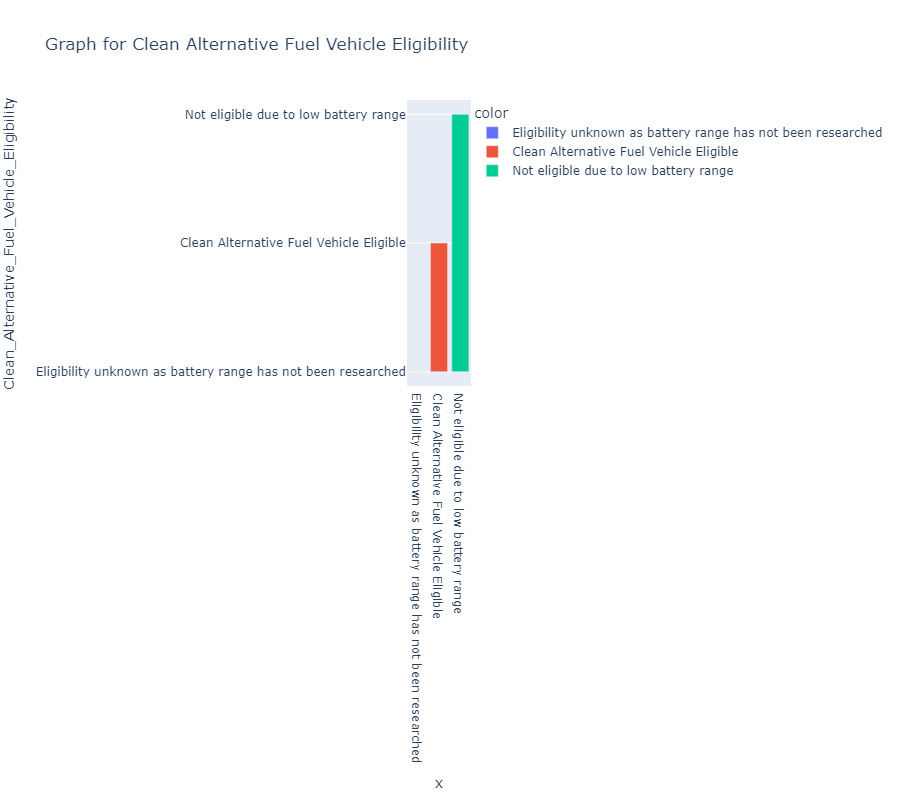 Graph for Clean Alternative Fuel Vehicle Eligibility
Clean_Alternative_Fuel_Vehicle_Eligibility
Not eligible due to low battery range
Clean Alternative Fuel Vehicle Eligible
Eligibility unknown as battery range has not been researched
color
Eligibility unknown as battery range has not been researched
Clean Alternative Fuel Vehicle Eligible
Not eligible due to low battery range
Eligibility unknown as battery range has not been researched
Clean Alternative Fuel Vehicle Eligible
Not eligible due to low battery range
x